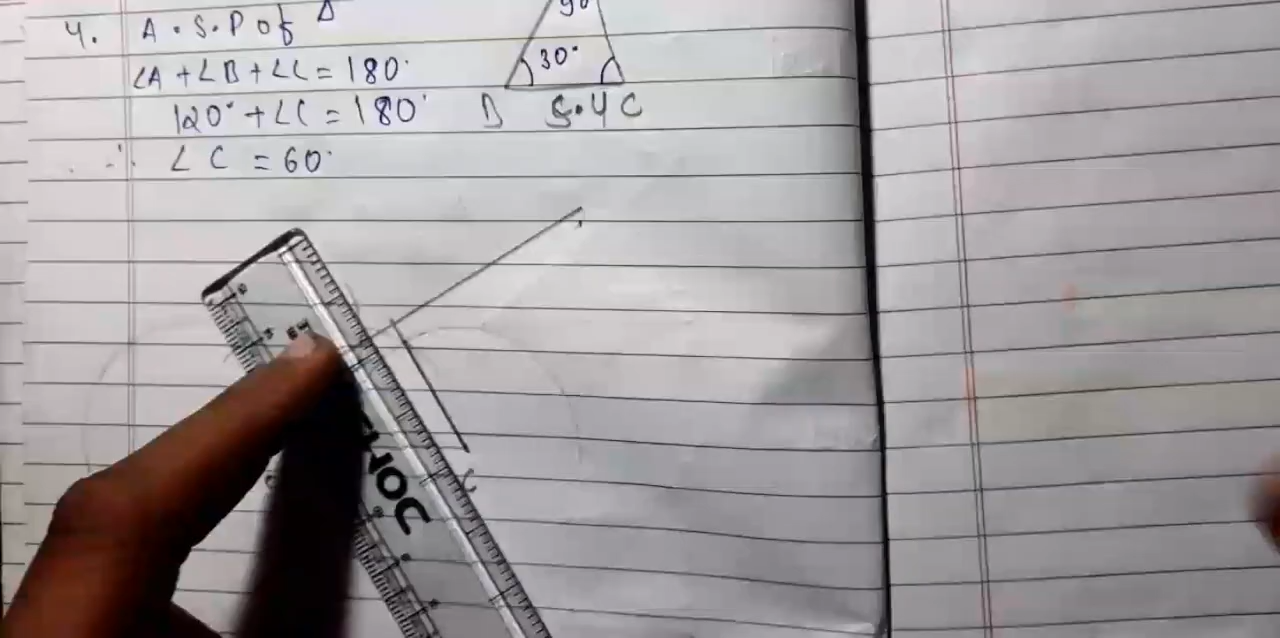 4. A.S.P of Δ
∠A+∠B+∠C=180°
120°+∠C=180°
∴ ∠C=60°
90
30°
B 5.4 C
C